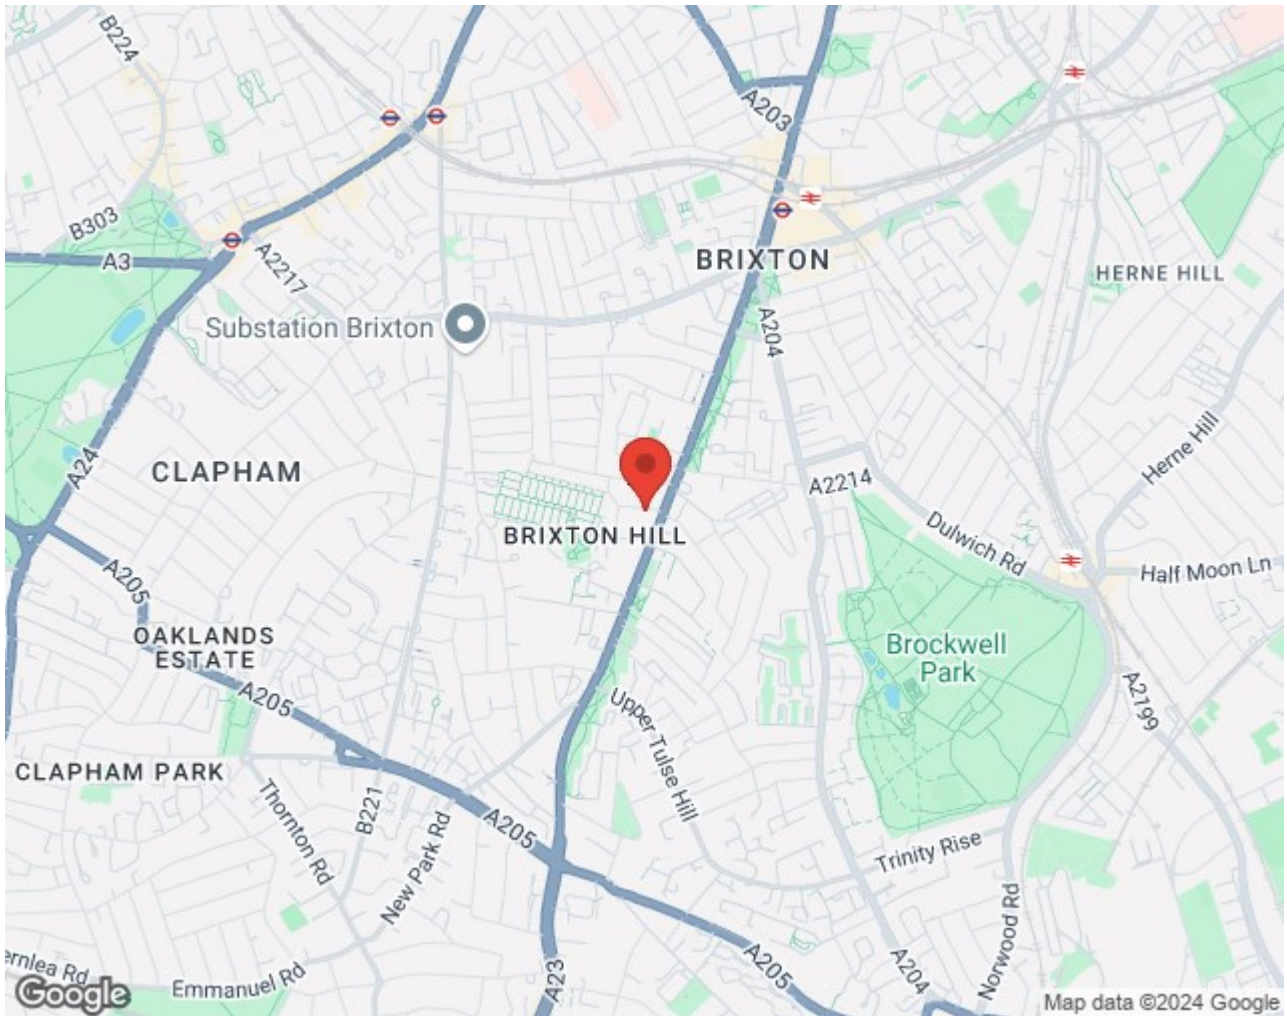 B224
A203
B303
A3
A2217
BRIXTON
HERNE HILL
Substation Brixton
A204
A24
CLAPHAM
Herne Hill
A2214
BRIXTON HILL
Dulwich Rd
Half Moon Ln
A205
OAKLANDS
ESTATE
Brockwell
Park
A205
Upper Tulse Hill
A2199
CLAPHAM PARK
Thornton Rd
B221
New Park Rd
A205
Trinity Rise
Norwood Rd
A204
A205
A23
ernlea Rd
Emmanuel Rd
Google
Map data ©2024 Google